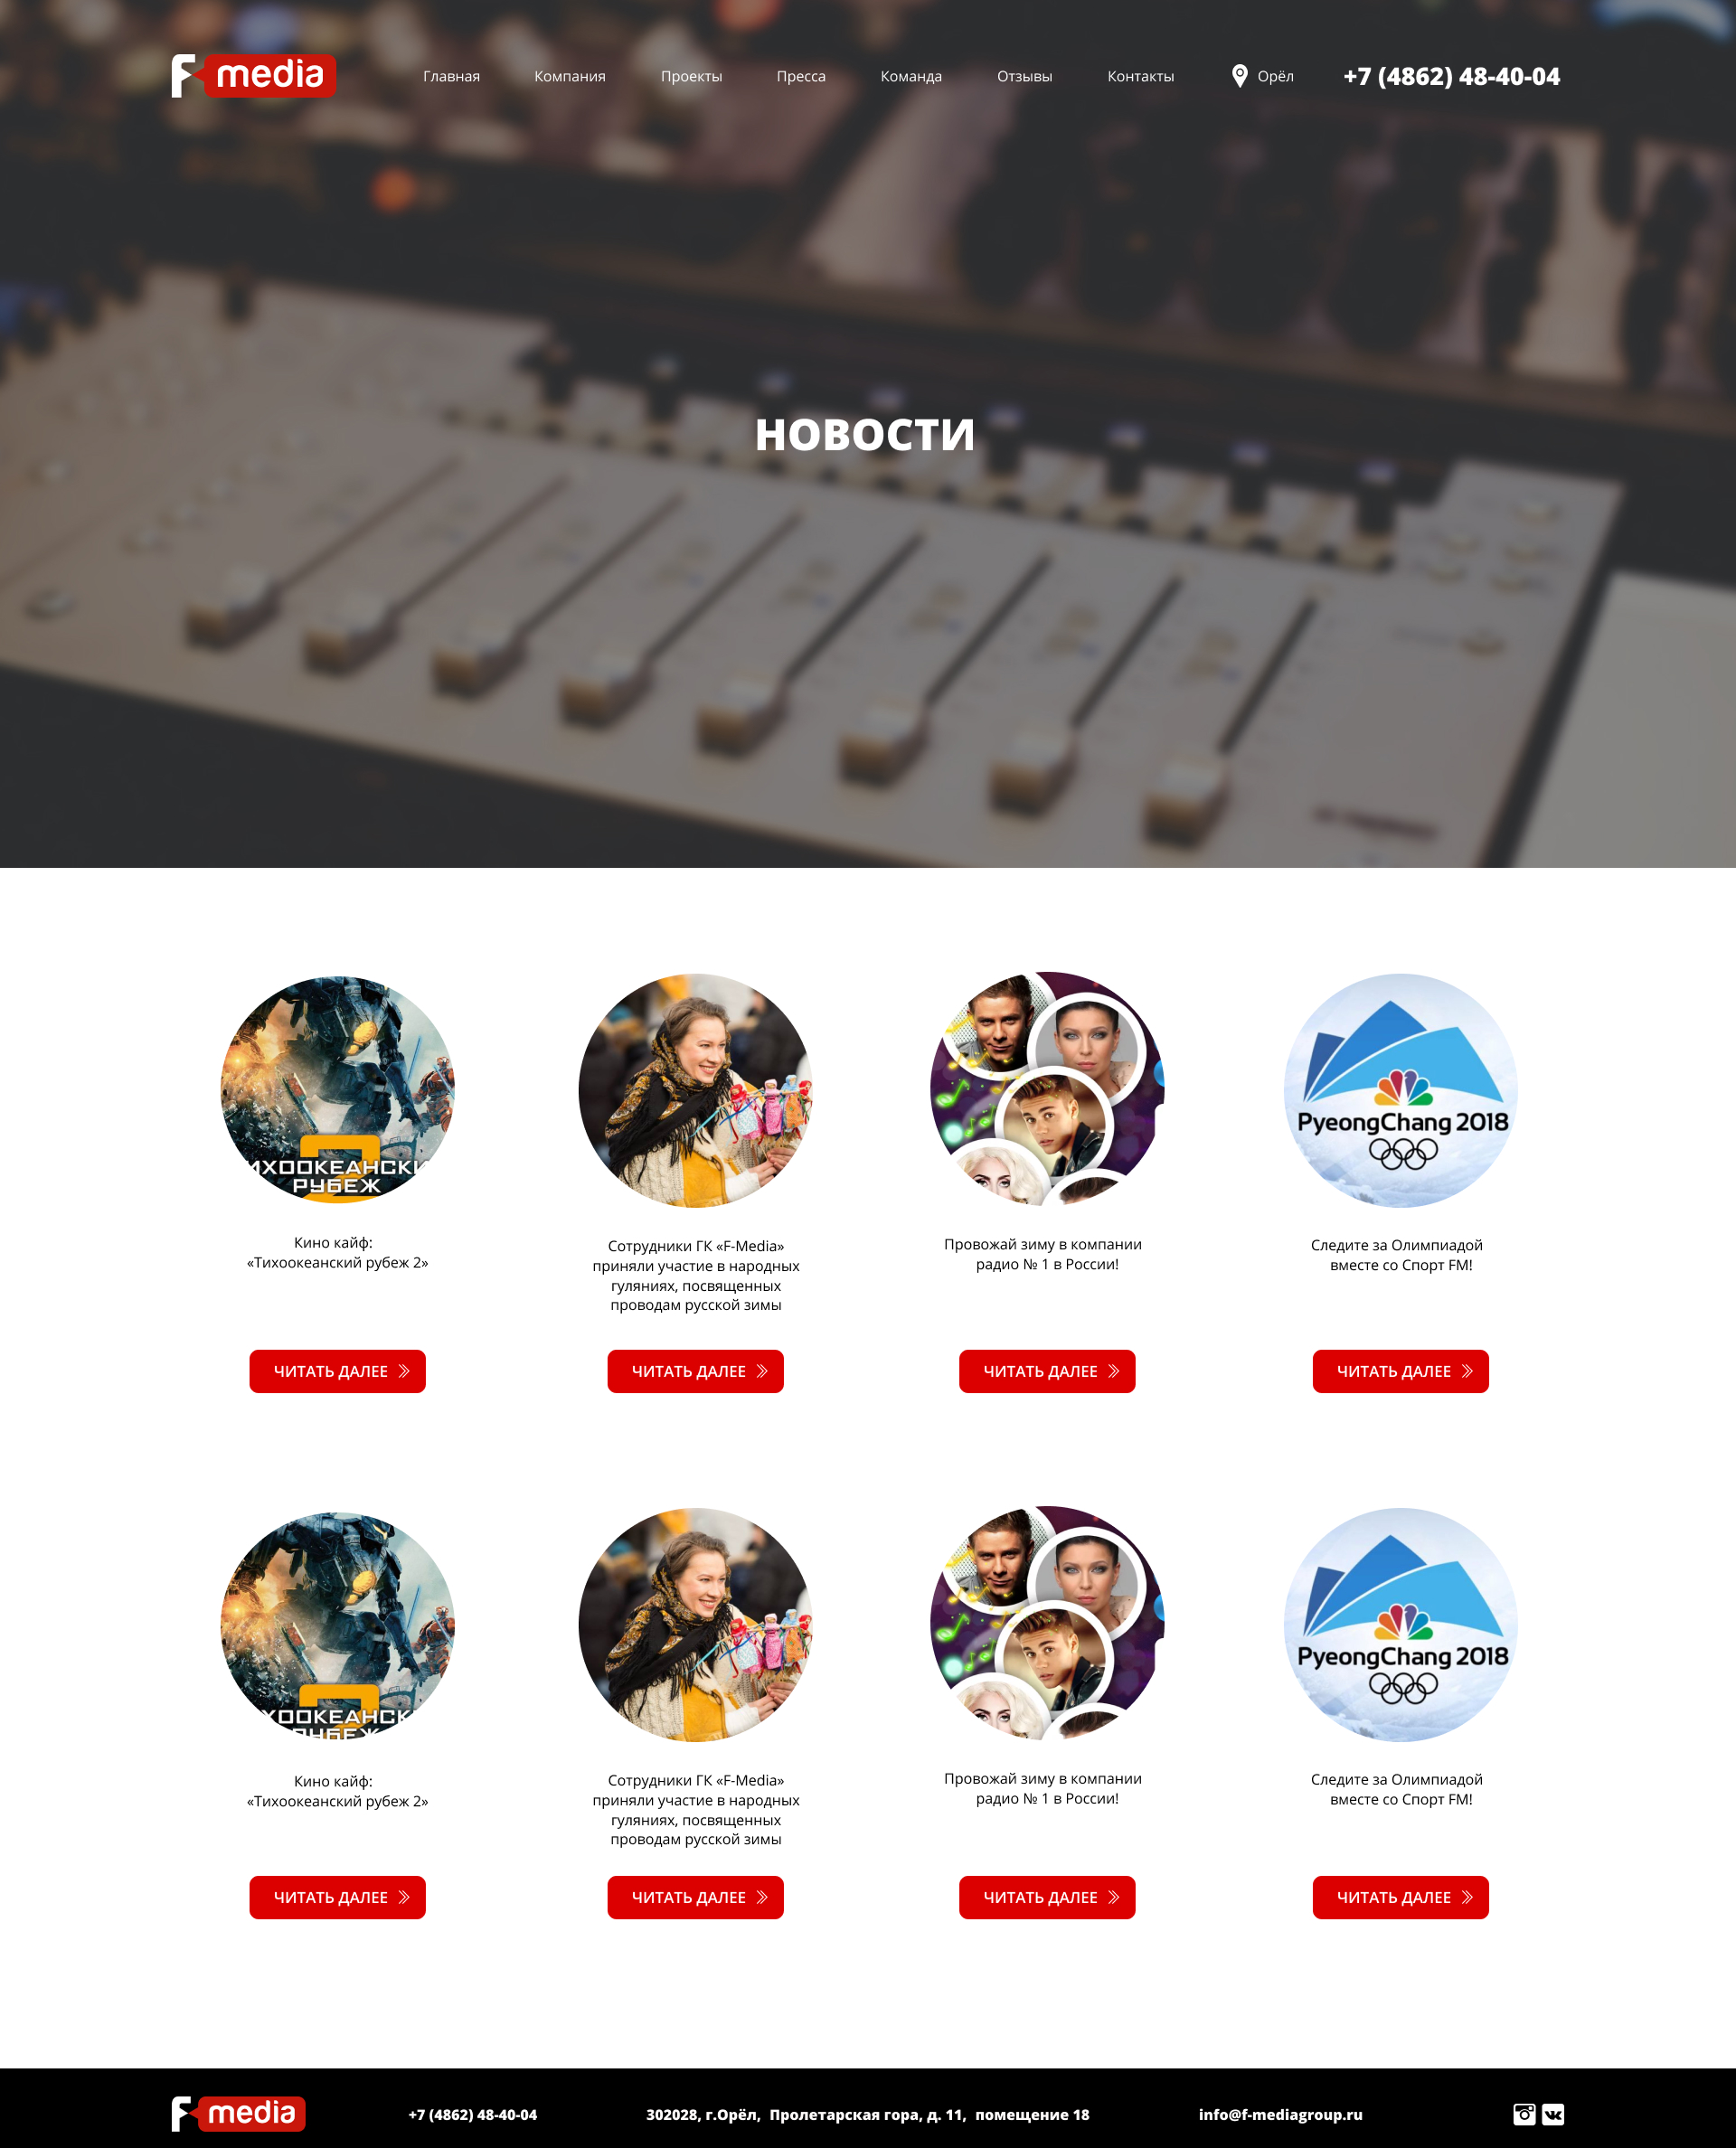 F media
Главная Компания Проекты Пресса Команда Отзывы Контакты Орёл +7 (4862) 48-40-04
НОВОСТИ
ИХООКЕАНСКИ
РУБЕЖ
2
PyeongChang 2018
Кино кайф:
«Тихоокеанский рубеж 2»
Сотрудники ГК «F-Media»
приняли участие в народных
гуляниях, посвященных
проводам русской зимы
Провожай зиму в компании
радио № 1 в России!
Следите за Олимпиадой
вместе со Спорт FM!
ЧИТАТЬ ДАЛЕЕ
ЧИТАТЬ ДАЛЕЕ
ЧИТАТЬ ДАЛЕЕ
ЧИТАТЬ ДАЛЕЕ
2
ХООКЕАНСК
PyeongChang 2018
Кино кайф:
«Тихоокеанский рубеж 2»
Сотрудники ГК «F-Media»
приняли участие в народных
гуляниях, посвященных
проводам русской зимы
Провожай зиму в компании
радио № 1 в России!
Следите за Олимпиадой
вместе со Спорт FM!
ЧИТАТЬ ДАЛЕЕ
ЧИТАТЬ ДАЛЕЕ
ЧИТАТЬ ДАЛЕЕ
ЧИТАТЬ ДАЛЕЕ
F media
+7 (4862) 48-40-04
302028, г.Орёл, Пролетарская гора, д. 11, помещение 18
info@f-mediagroup.ru